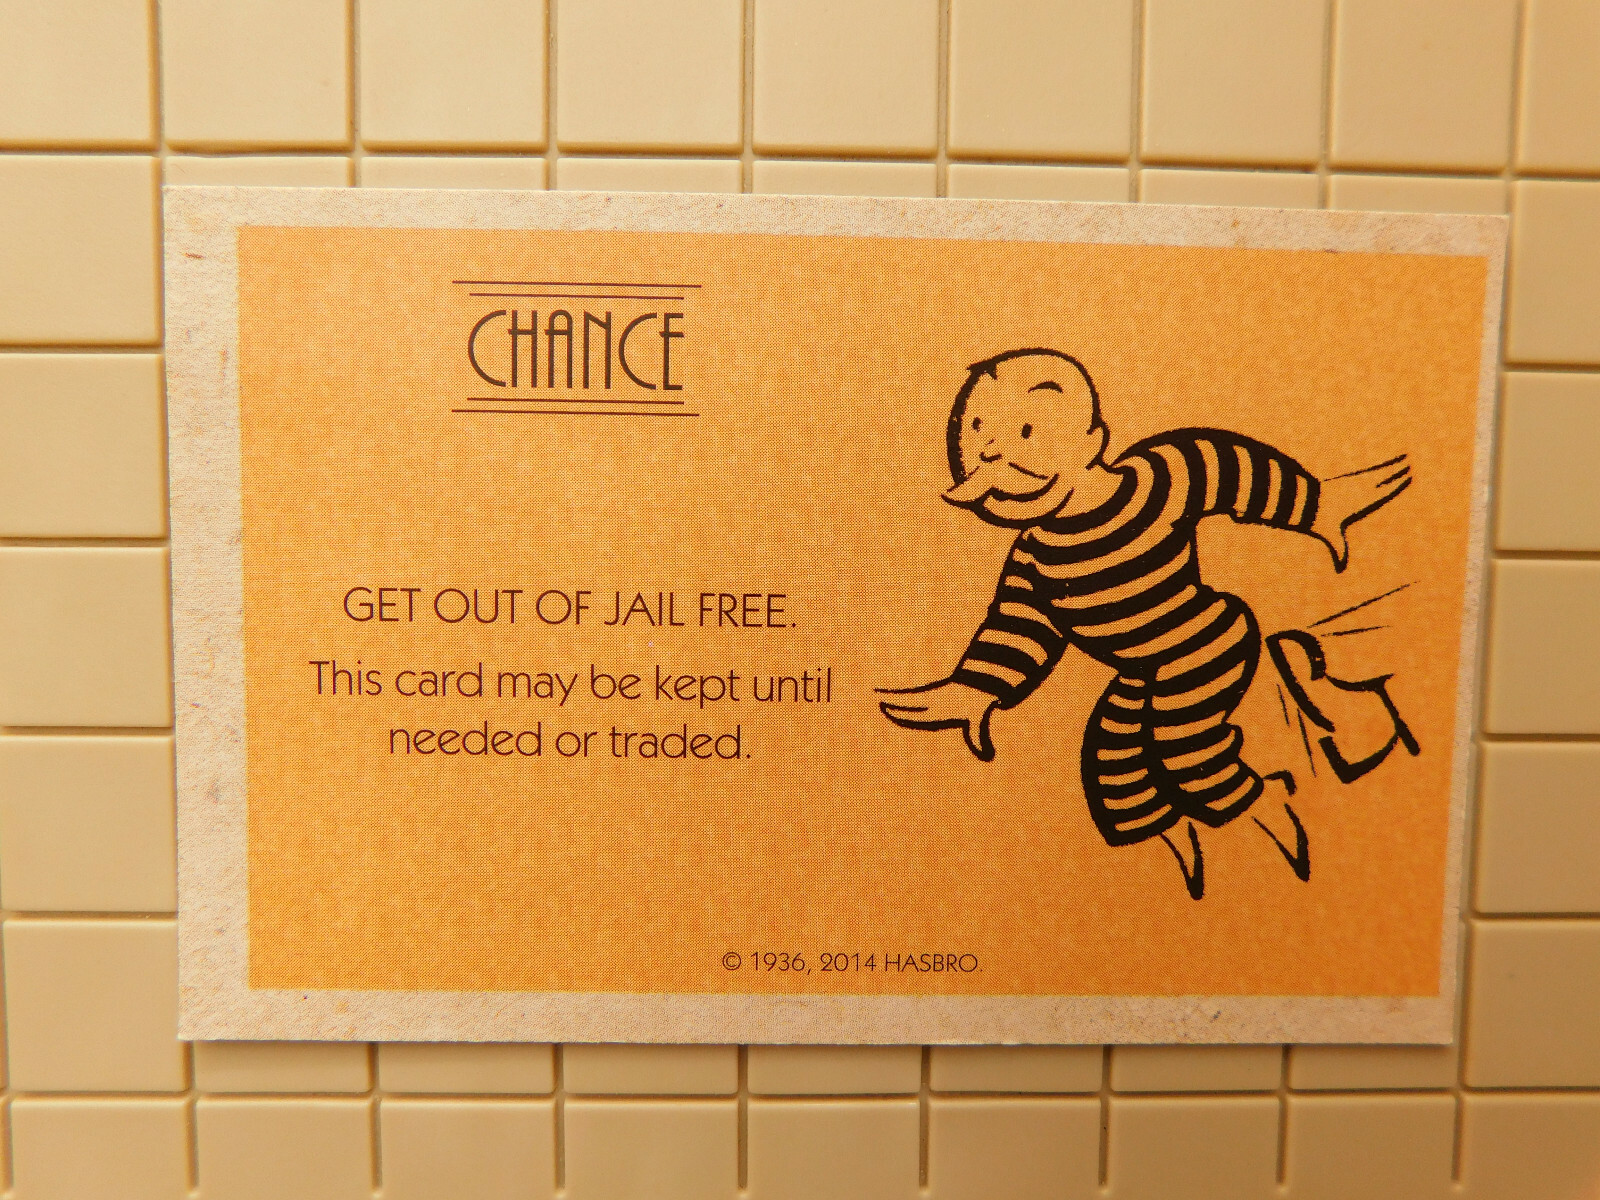 CHANCE
GET OUT OF JAIL FREE.
This card may be kept until
needed or traded.
© 1936, 2014 HASBRO.